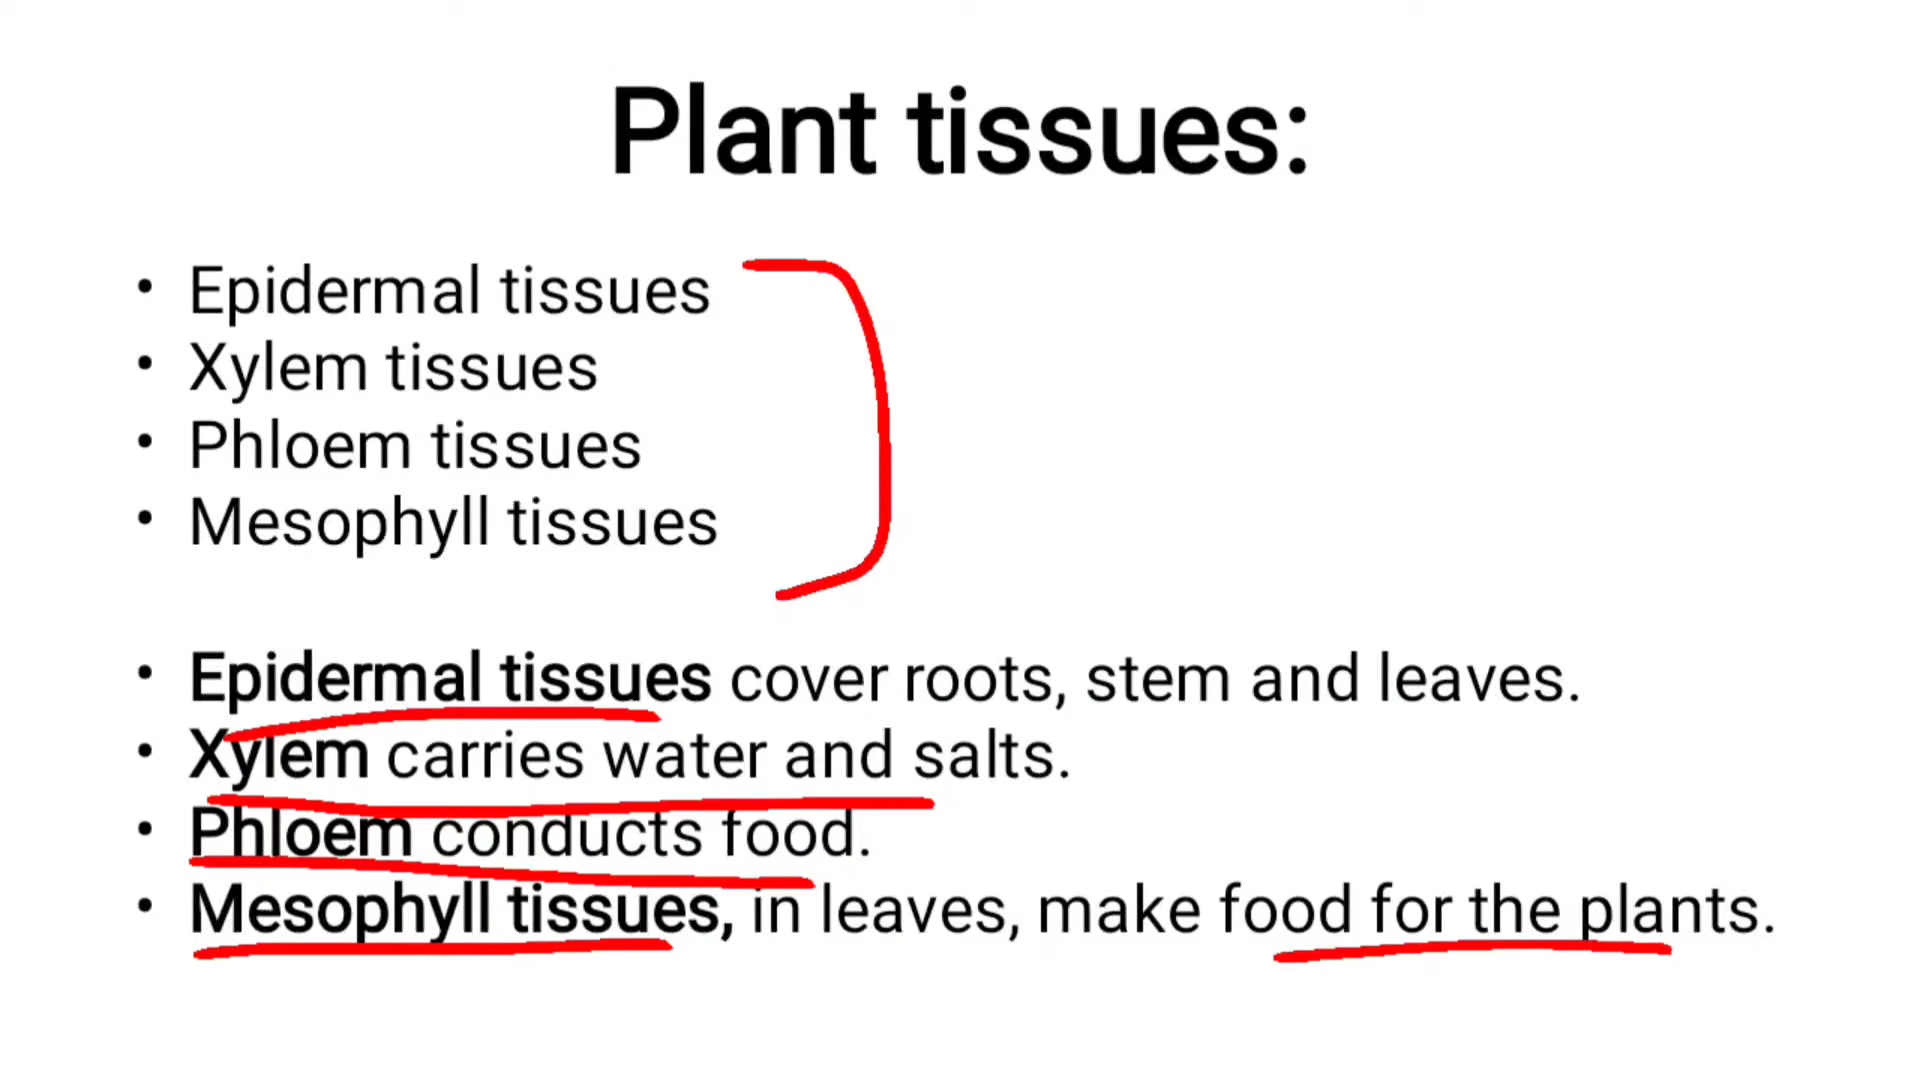 Plant tissues:
• Epidermal tissues
• Xylem tissues
• Phloem tissues
• Mesophyll tissues
• Epidermal tissues cover roots, stem and leaves.
• Xylem carries water and salts.
• Phloem conducts food.
• Mesophyll tissues, in leaves, make food for the plants.